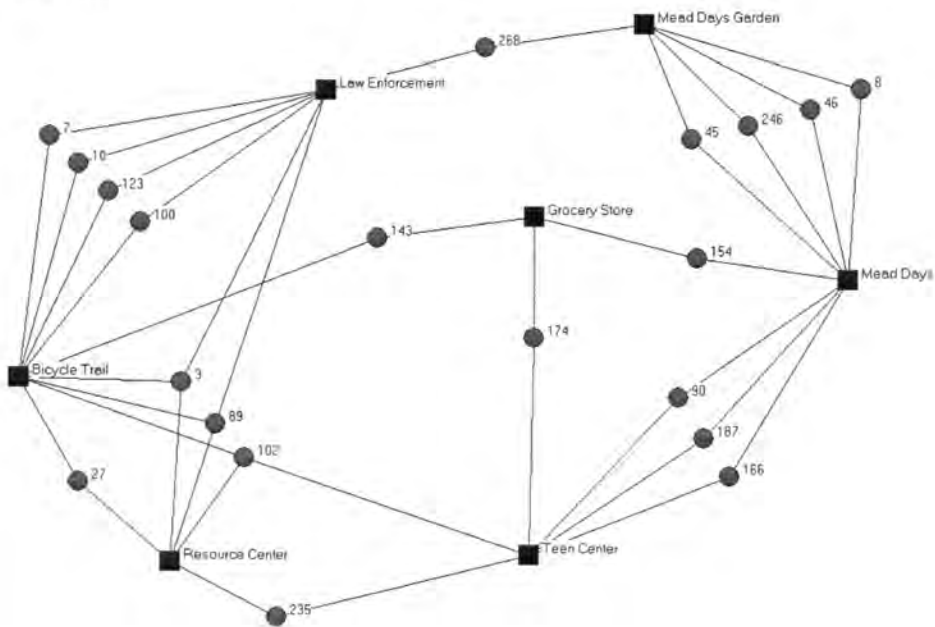 Mead Days Garden
268
Law Enforcement
8
46
246
45
7
10
123
100
Grocery Store
143
154
Mead Days
174
Bicycle Trail
3
90
89
187
102
27
166
Teen Center
Resource Center
235